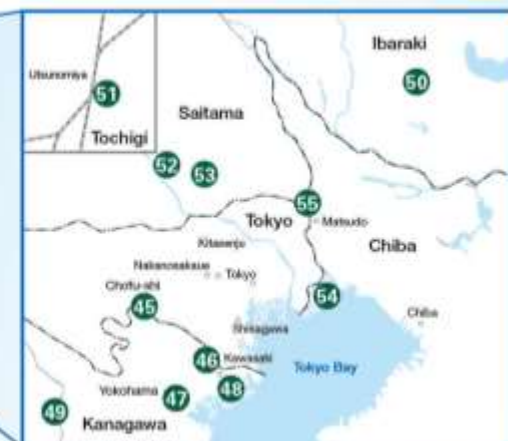 Ibaraki
50
Utsunomiya
51
Tochigi
Saitama
52
53
55
Tokyo
Matsudo
Kitasenju
Chiba
Nakanosakaue
Tokyo
Chofu-shi
45
54
Chiba
Shinagawa
46
Kawasaki
Tokyo Bay
Yokohama
47
48
49
Kanagawa